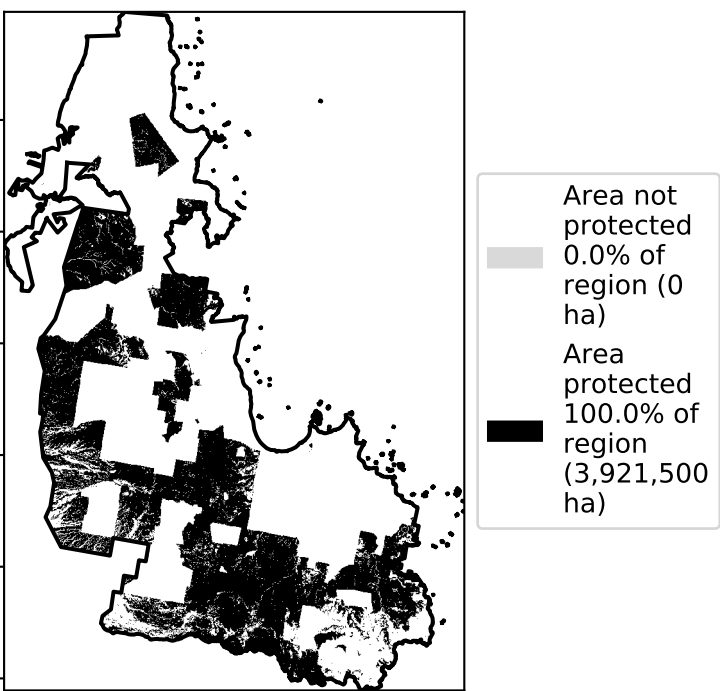 Area not
protected
0.0% of
region (0
ha)
Area
protected
100.0% of
region
(3,921,500
ha)